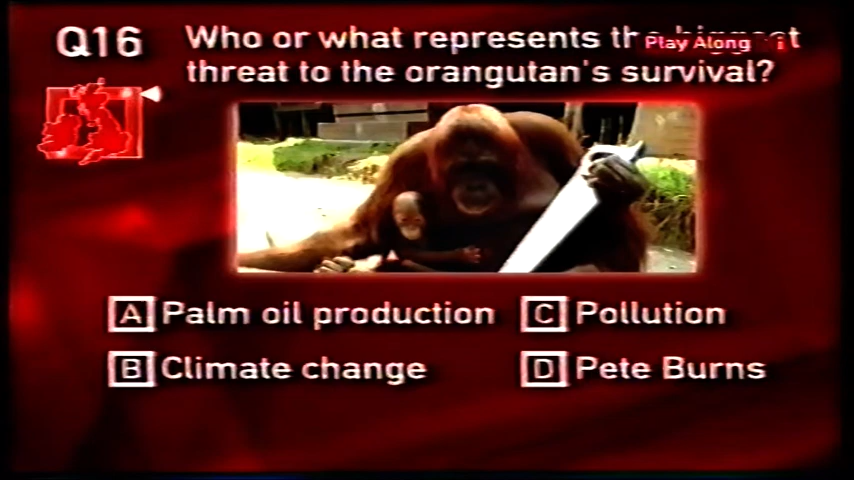 Q16
Who or what represents the biggest
Play Along
threat to the orangutan's survival?
A Palm oil production
B Climate change
C Pollution
D Pete Burns